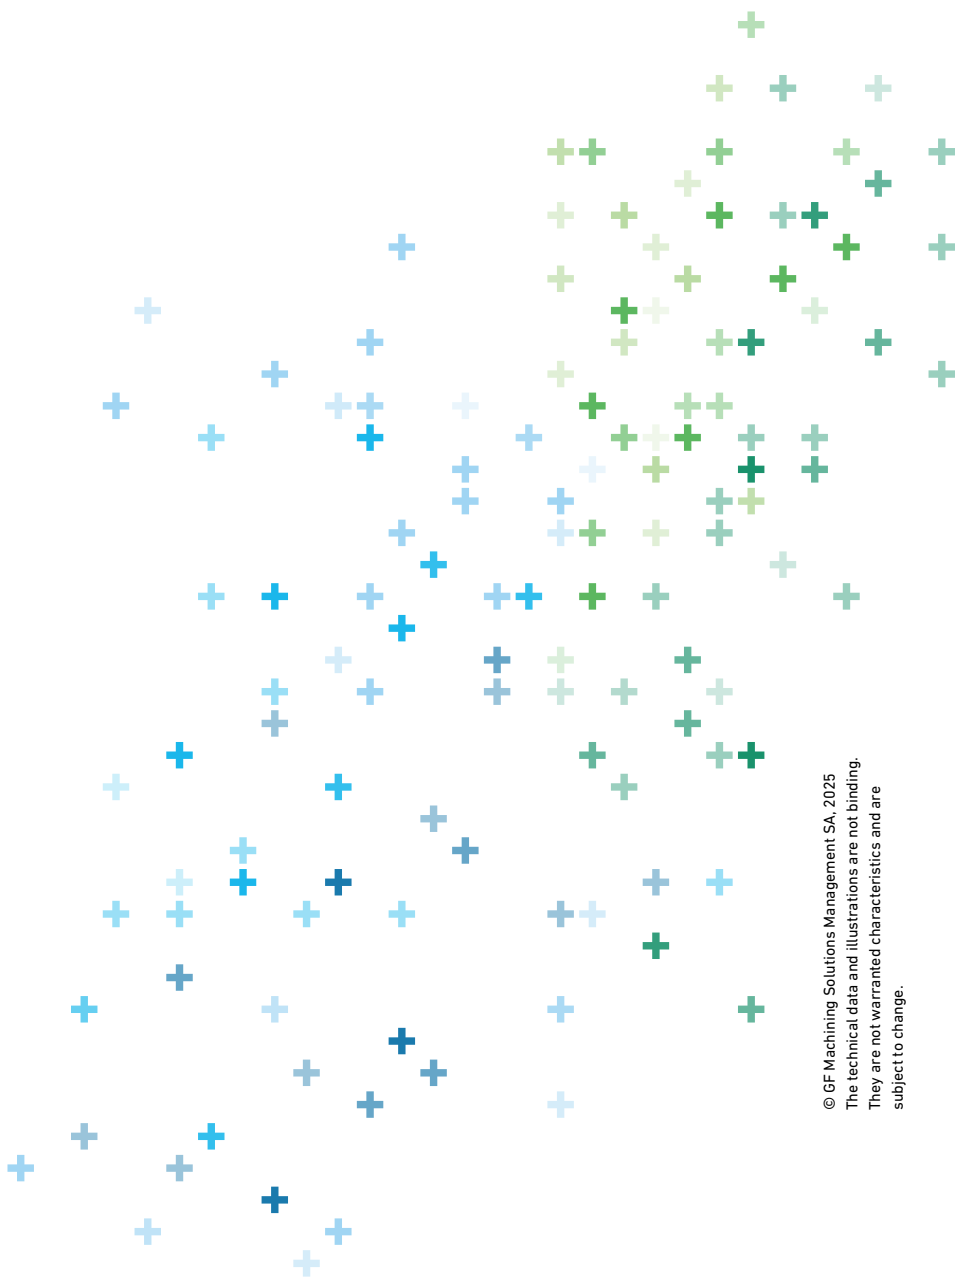 © GF Machining Solutions Management SA, 2025
The technical data and illustrations are not binding.
They are not warranted characteristics and are
subject to change.